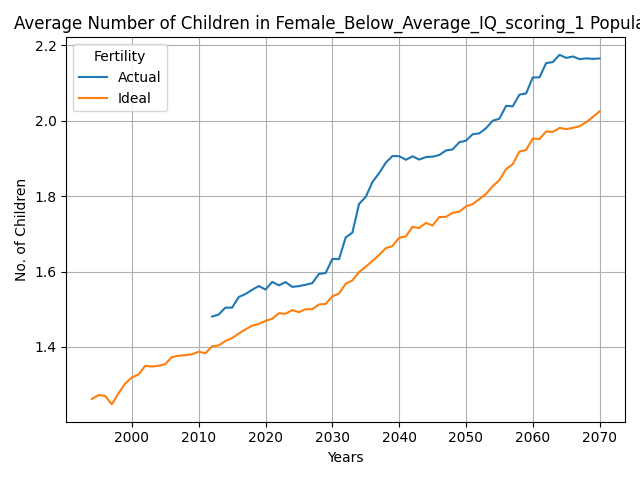 Average Number of Children in Female_Below_Average_IQ_scoring_1 Popula
Fertility
Actual
Ideal
2.2
2.0
1.8
1.6
1.4
No. of Children
2000 2010 2020 2030 2040 2050 2060 2070
Years